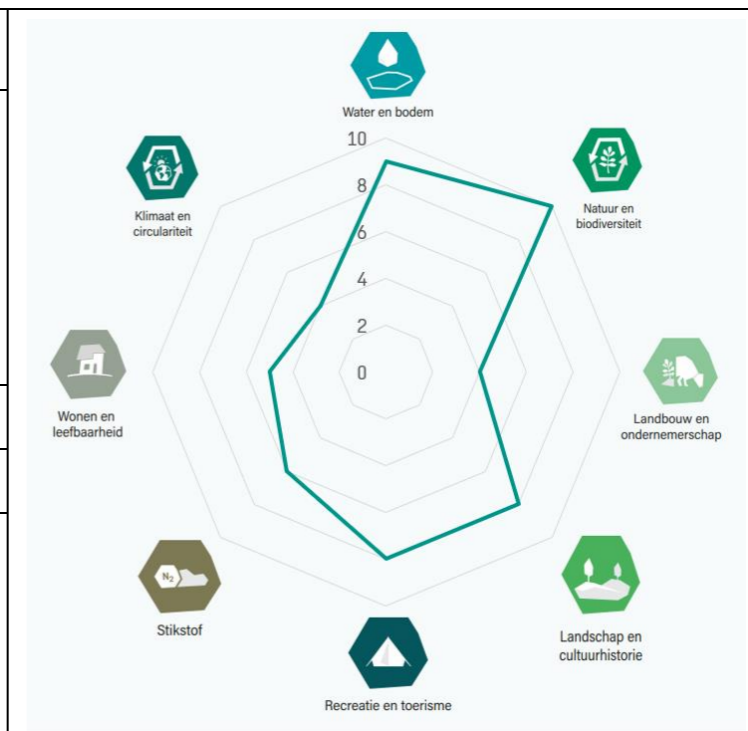 Water en bodem
10
8
6
4
2
0
Natuur en
biodiversiteit
Landbouw en
ondernemerschap
Landschap en
cultuurhistorie
Recreatie en toerisme
N2
Stikstof
Wonen en
leefbaarheid
Klimaat en
circulariteit